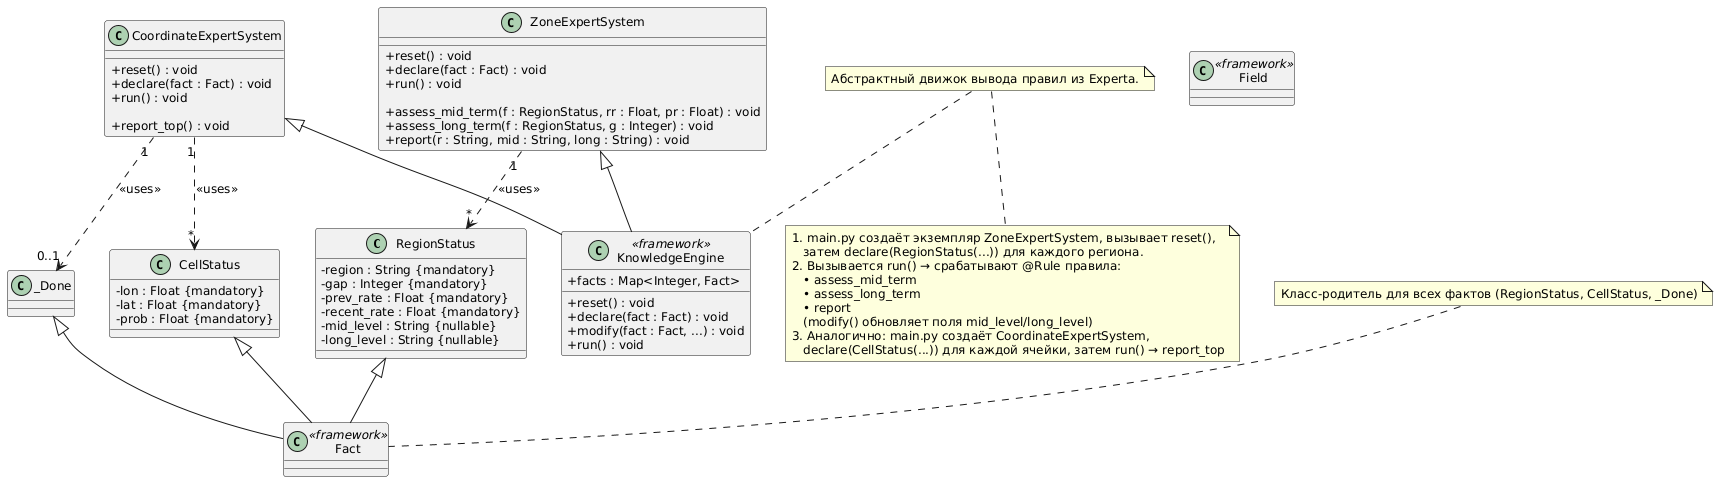 C CoordinateExpertSystem
+reset() : void
+declare(fact : Fact) : void
+run() : void
+report_top() : void
C ZoneExpertSystem
+reset() : void
+declare(fact : Fact) : void
+run() : void
+assess_mid_term(f : RegionStatus, rr : Float, pr : Float) : void
+assess_long_term(f : RegionStatus, g : Integer) : void
+report(r : String, mid : String, long : String) : void
Абстрактный движок вывода правил из Experta.
C «framework»
Field
1
«uses»
0..1
1
«uses»
*
1
«uses»
*
C _Done
C CellStatus
-lon : Float {mandatory}
-lat : Float {mandatory}
-prob : Float {mandatory}
C RegionStatus
-region : String {mandatory}
-gap : Integer {mandatory}
-prev_rate : Float {mandatory}
-recent_rate : Float {mandatory}
-mid_level : String {nullable}
-long_level : String {nullable}
C «framework»
KnowledgeEngine
+facts : Map<Integer, Fact>
+reset() : void
+declare(fact : Fact) : void
+modify(fact : Fact, ...) : void
+run() : void
1. main.py создаёт экземпляр ZoneExpertSystem, вызывает reset(),
затем declare(RegionStatus(...)) для каждого региона.
2. Вызывается run() → срабатывают @Rule правила:
• assess_mid_term
• assess_long_term
• report
(modify() обновляет поля mid_level/long_level)
3. Аналогично: main.py создаёт CoordinateExpertSystem,
declare(CellStatus(...)) для каждой ячейки, затем run() → report_top
Класс-родитель для всех фактов (RegionStatus, CellStatus, _Done)
C «framework»
Fact